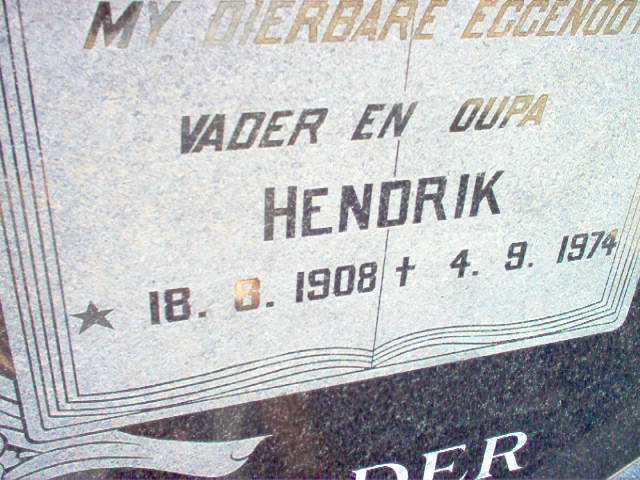 MY DIERBARE EGGENOOT
VADER EN OUPA
HENDRIK
★ 18. 8. 1908 † 4. 9. 1974
DER